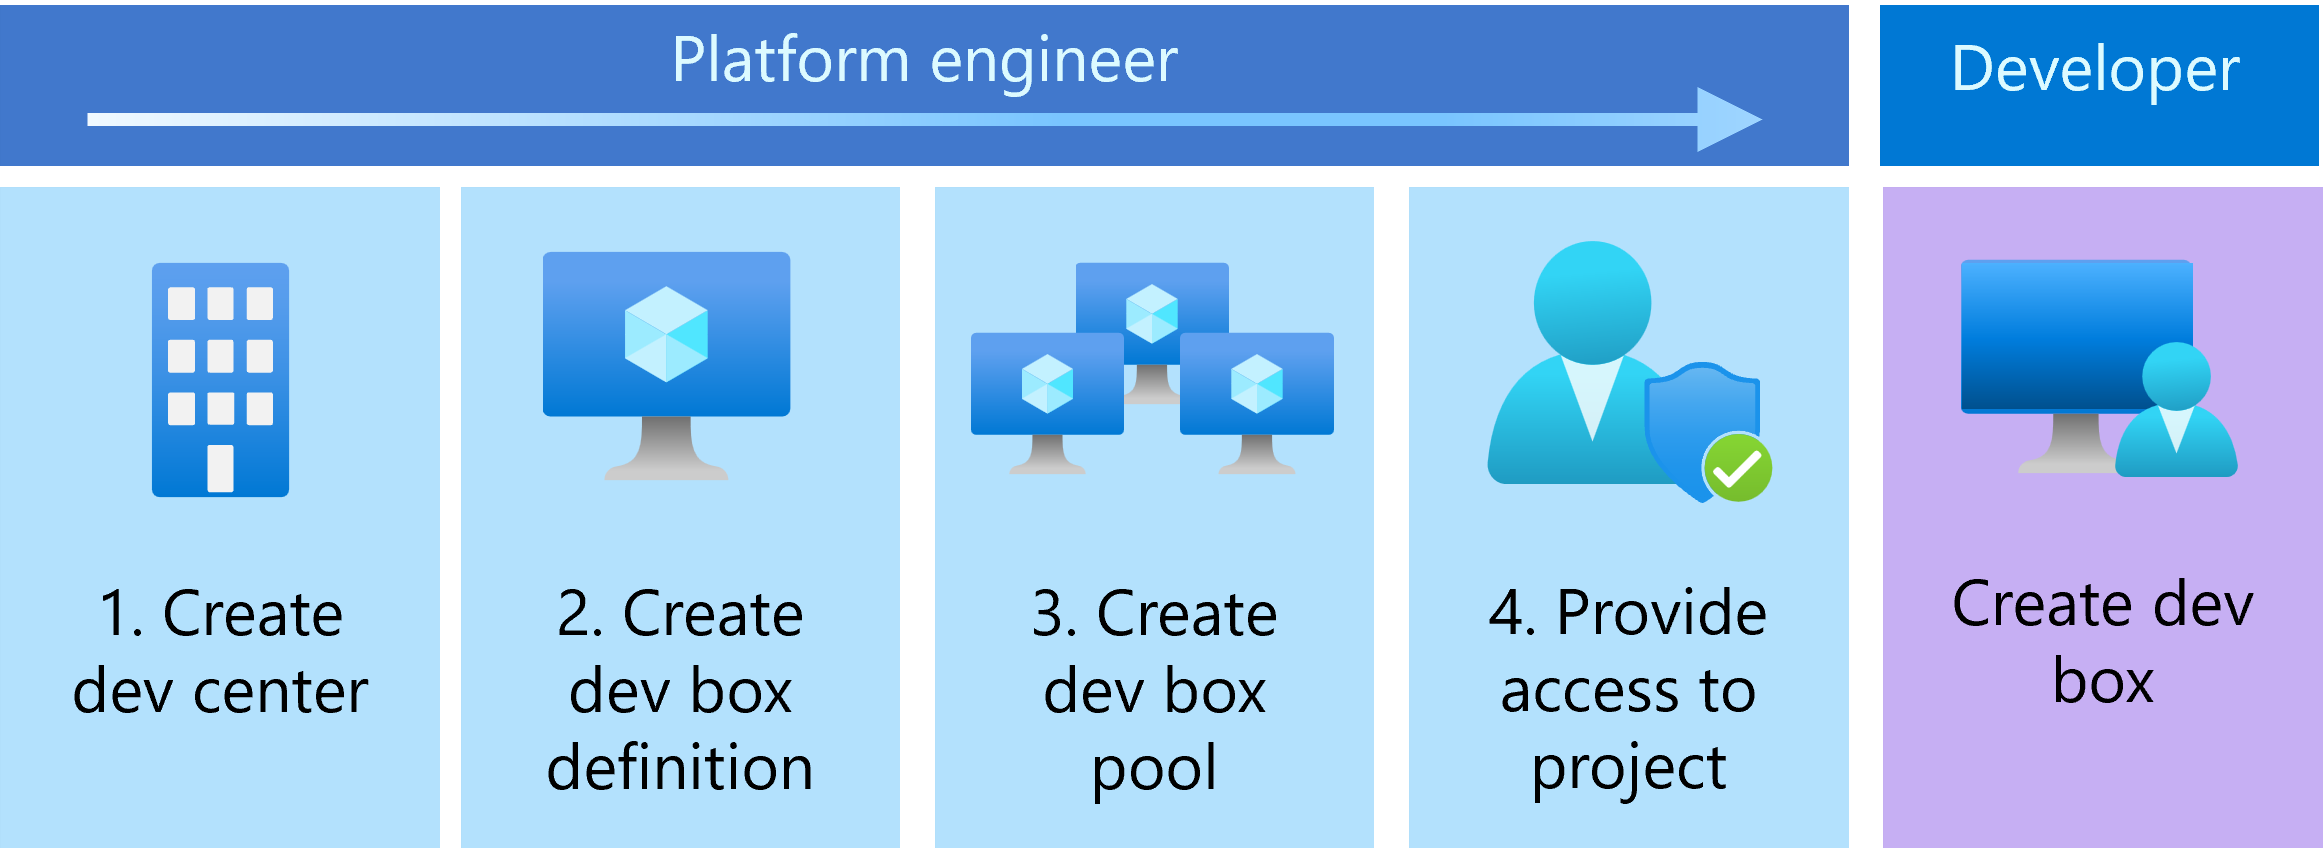 Platform engineer
Developer
1. Create
dev center
2. Create
dev box
definition
3. Create
dev box
pool
4. Provide
access to
project
Create dev
box